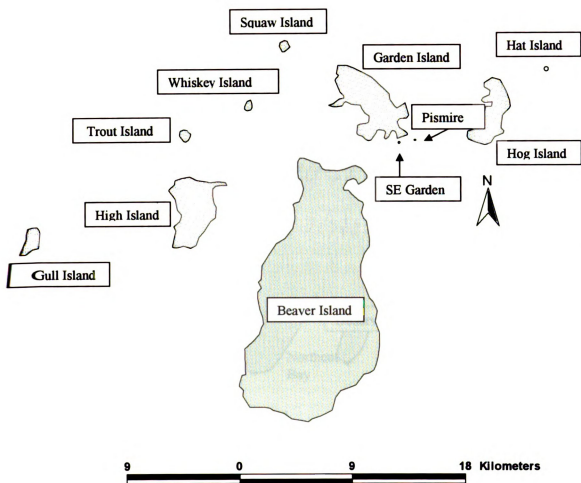 Squaw Island
Hat Island
Garden Island
Whiskey Island
Pismire
Trout Island
Hog Island
N
SE Garden
High Island
Gull Island
Beaver Island
9 0 9 18 Kilometers